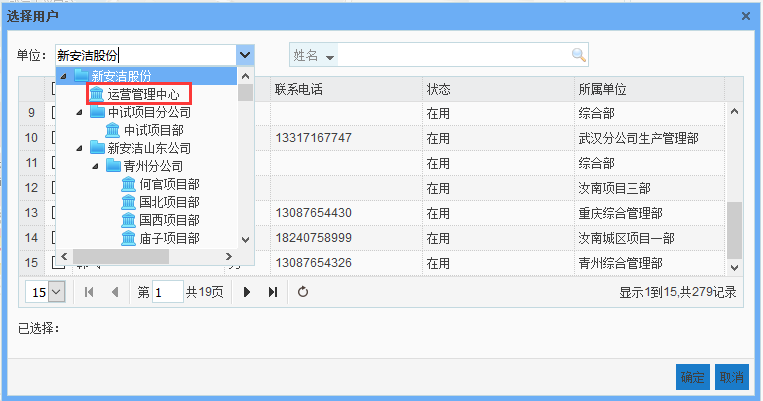 选择用户
单位: 新安洁股份 姓名
联系电话 状态 所属单位
新安洁股份
运营管理中心
中试项目分公司
中试项目部
新安洁山东公司
青州分公司
何官项目部
国北项目部
国西项目部
庙子项目部
9 在用 综合部
10 13317167747 在用 武汉分公司生产管理部
11 在用 综合部
12 在用 汝南项目三部
13 13087654430 在用 重庆综合管理部
14 18240758999 在用 汝南城区项目一部
15 13087654326 在用 青州综合管理部
15 第 1 共19页 显示1到15,共279记录
已选择:
确定 取消